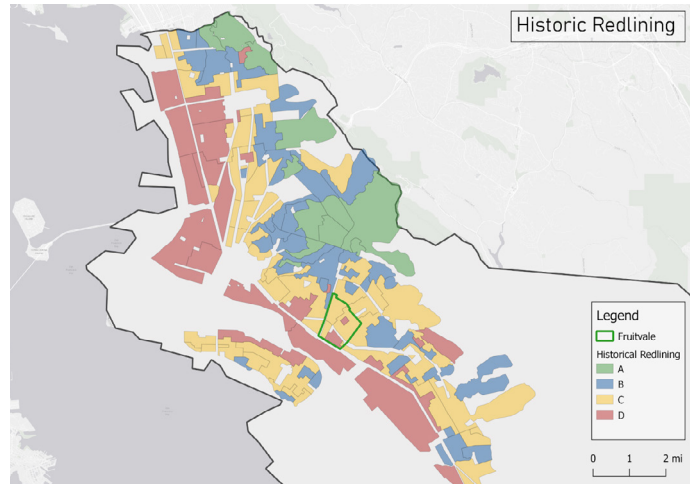 Historic Redlining
Legend
Fruitvale
Historical Redlining
A
B
C
D
0 1 2 mi